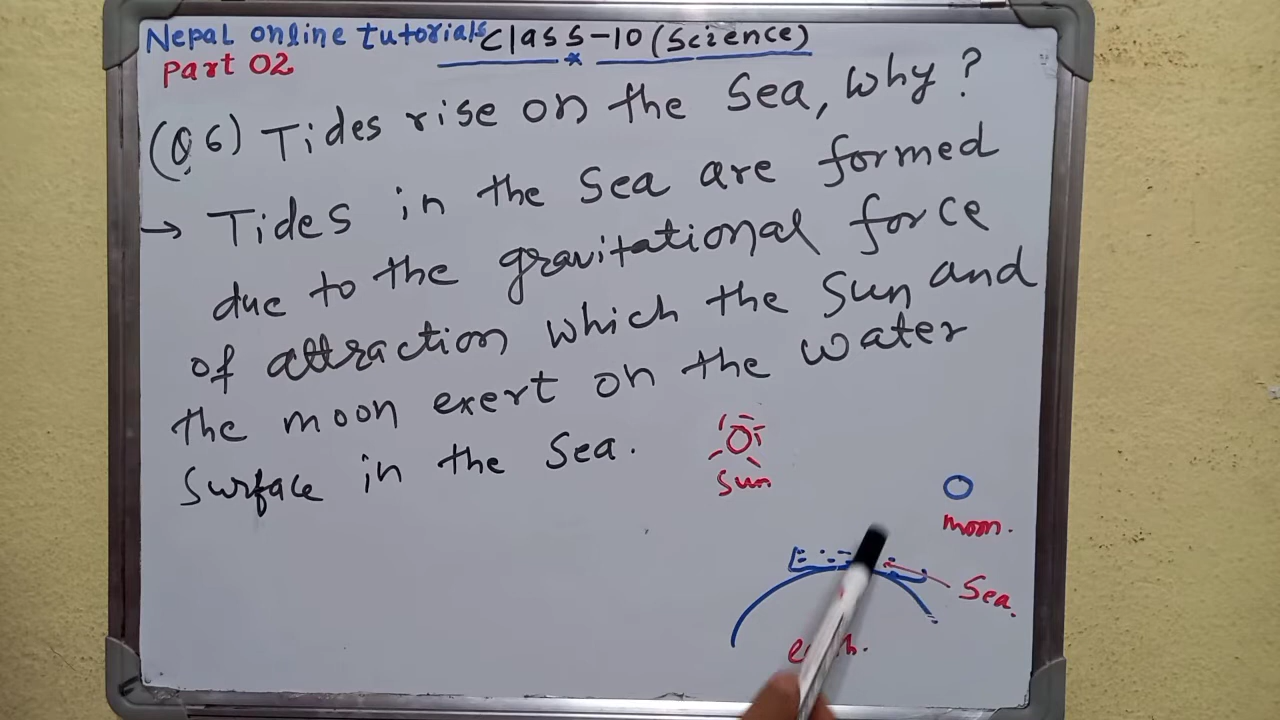 Nepal online tutorials Class-10 (Science)
Part 02
(Q6) Tides rise on the Sea, Why?
→ Tides in the Sea are formed
due to the gravitational force
of attraction which the Sun and
the moon exert on the water
Surface in the Sea.
Sun
moon.
Sea.